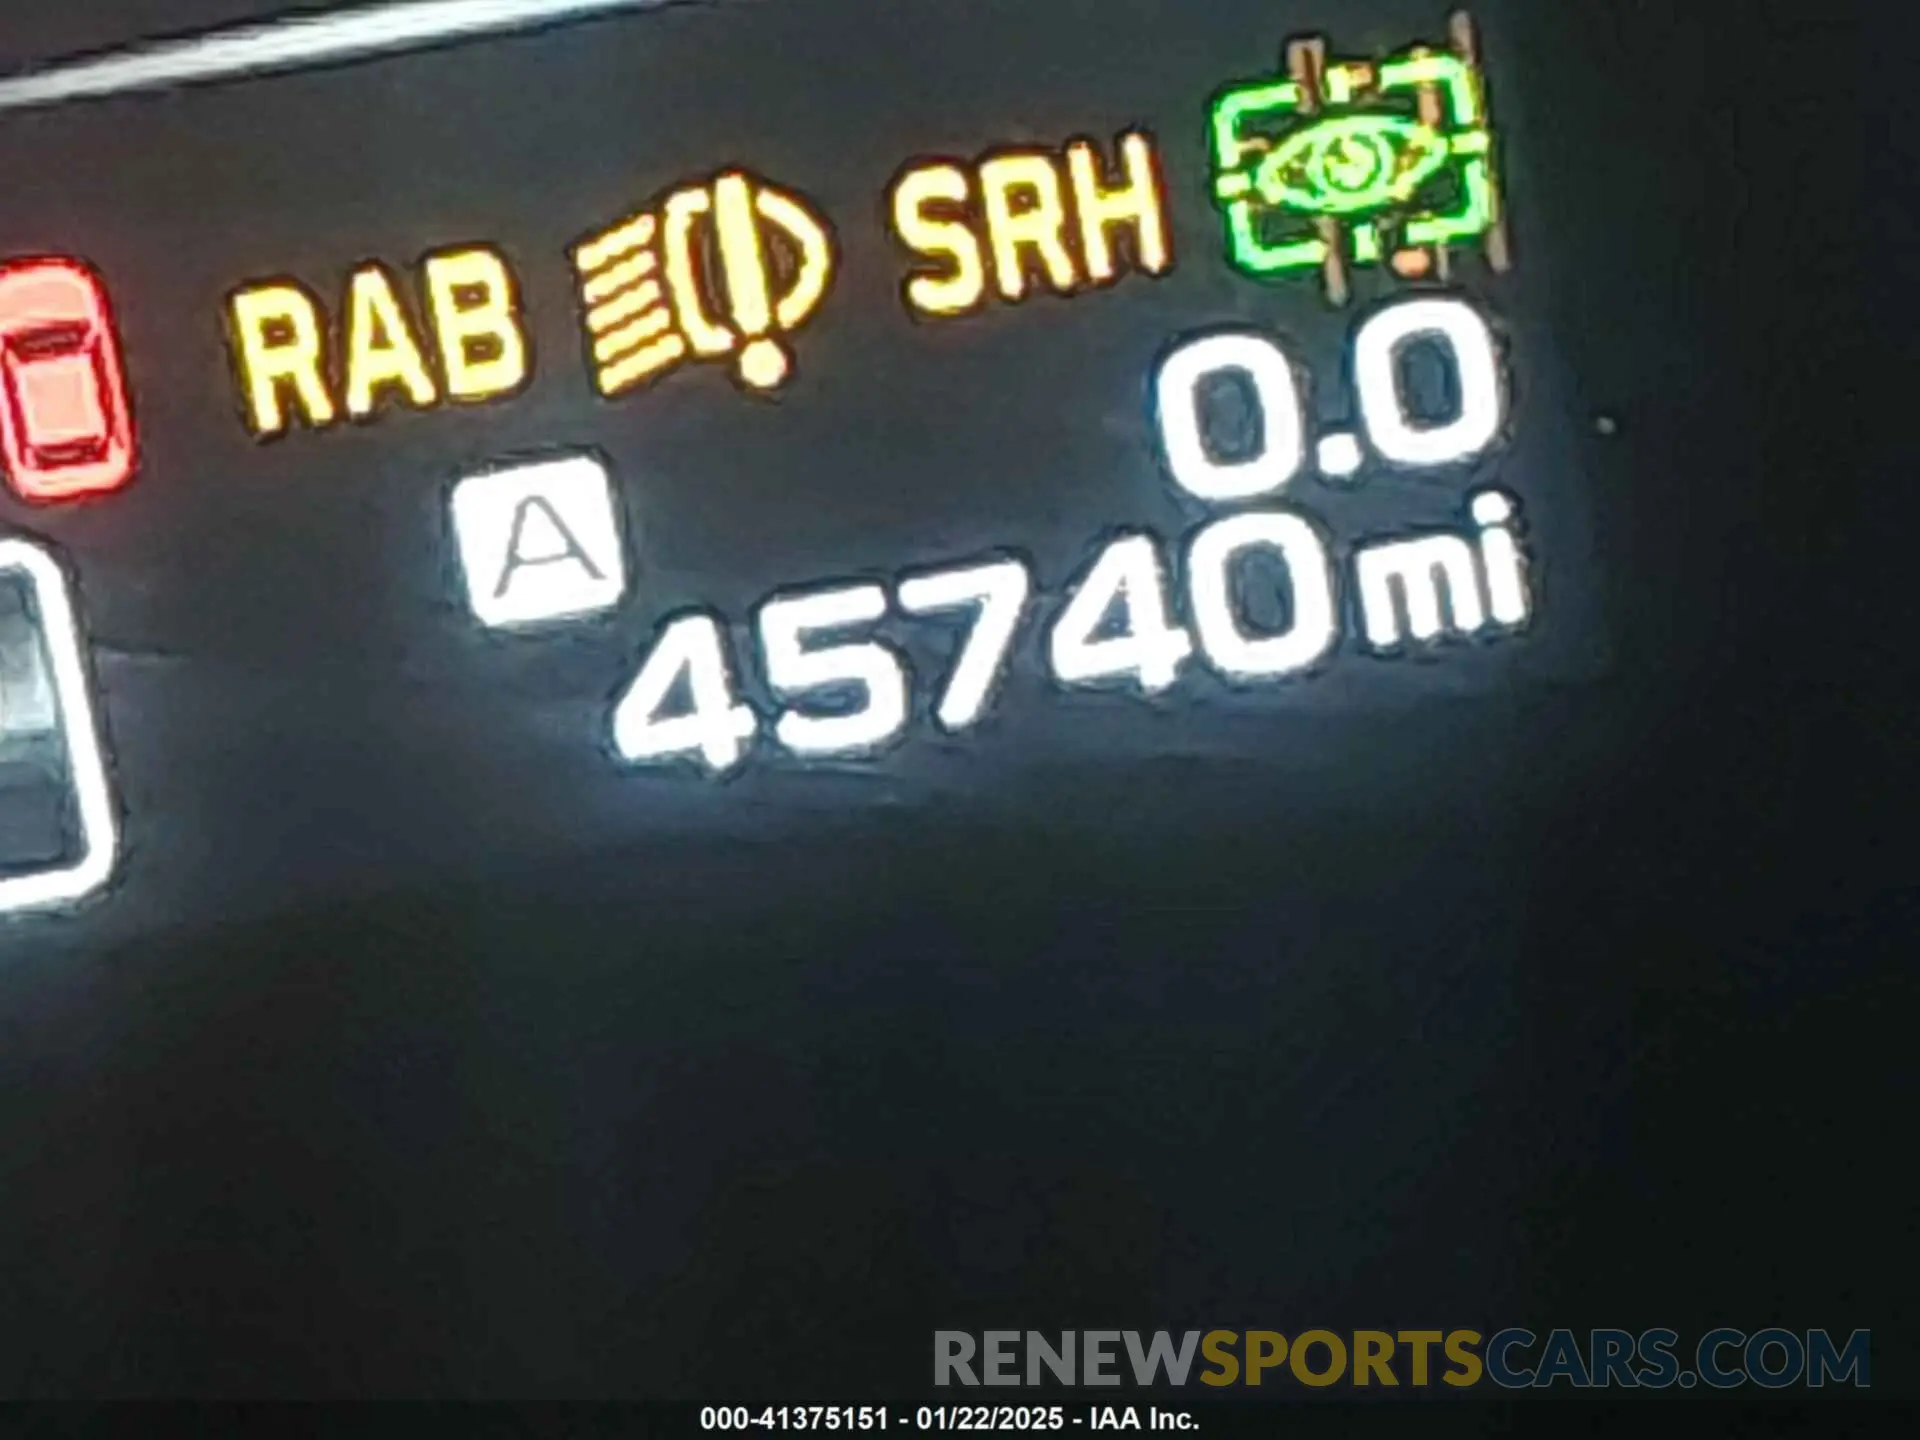 RAB SRH
0.0
A
45740mi
RENEWSPORTSCARS.COM
000-41375151 - 01/22/2025 - IAA Inc.